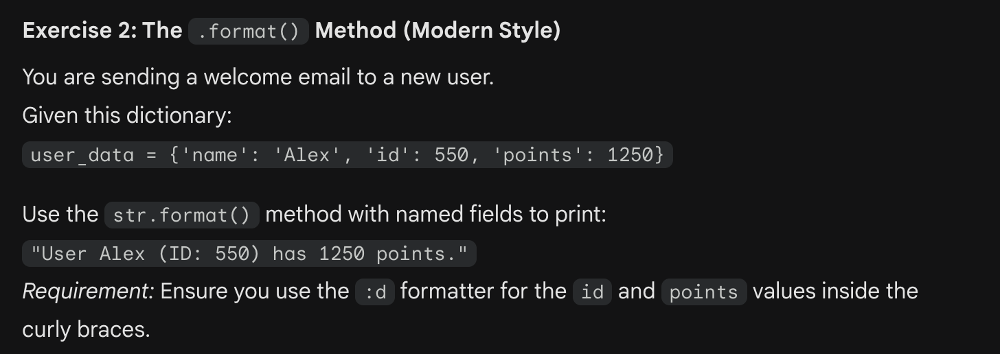 Exercise 2: The .format() Method (Modern Style)
You are sending a welcome email to a new user.
Given this dictionary:
user_data = {'name': 'Alex', 'id': 550, 'points': 1250}
Use the str.format() method with named fields to print:
"User Alex (ID: 550) has 1250 points."
Requirement: Ensure you use the :d formatter for the id and points values inside the
curly braces.